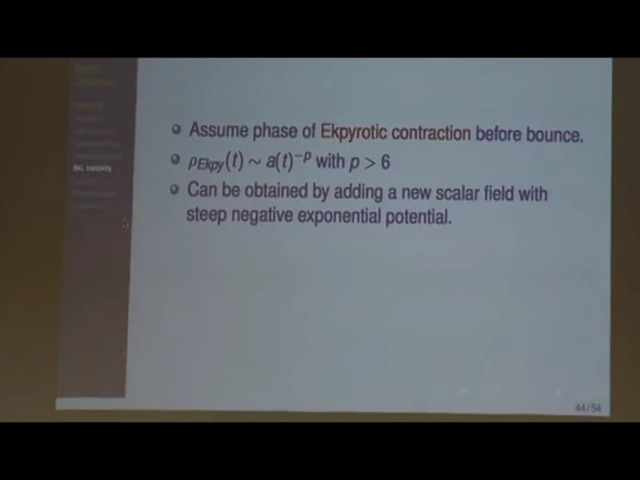 BKL instability
Assume phase of Ekpyrotic contraction before bounce.
ρEkpy(t) ~ a(t)⁻ᵖ with p > 6
Can be obtained by adding a new scalar field with
steep negative exponential potential.
44/54